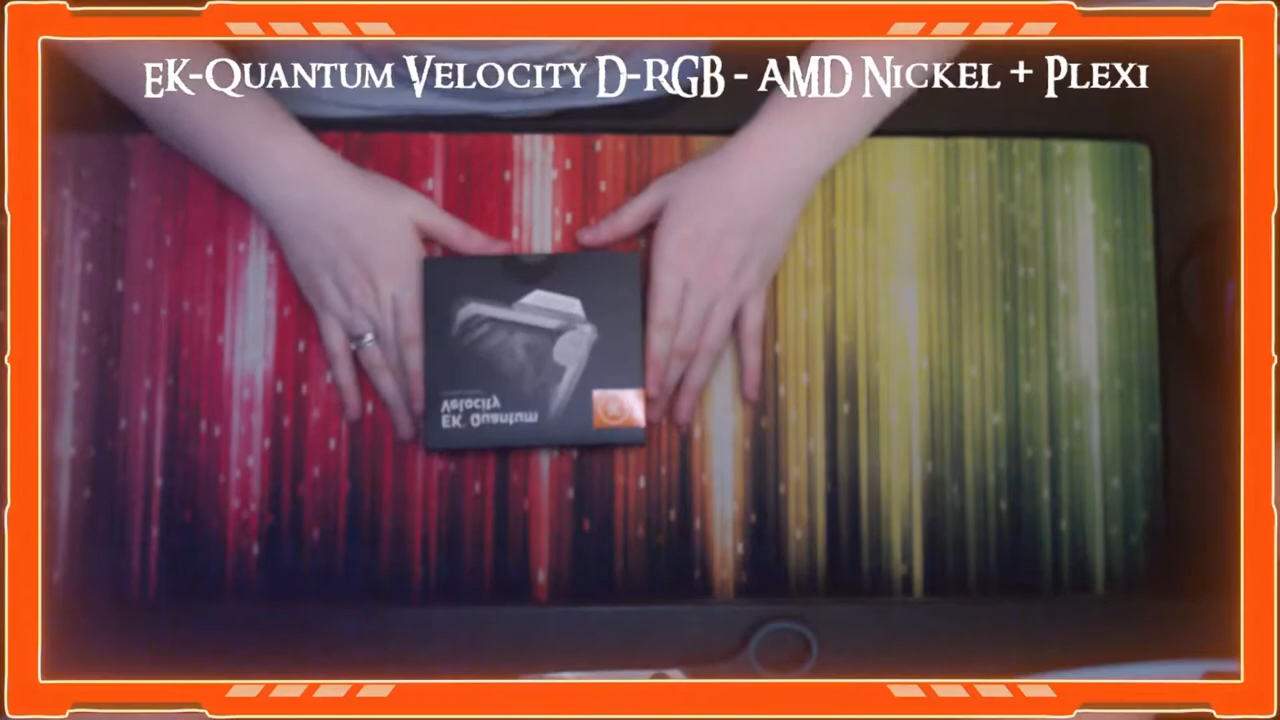 EK-Quantum Velocity D-RGB - AMD Nickel + Plexi
EK Quantum
Velocity